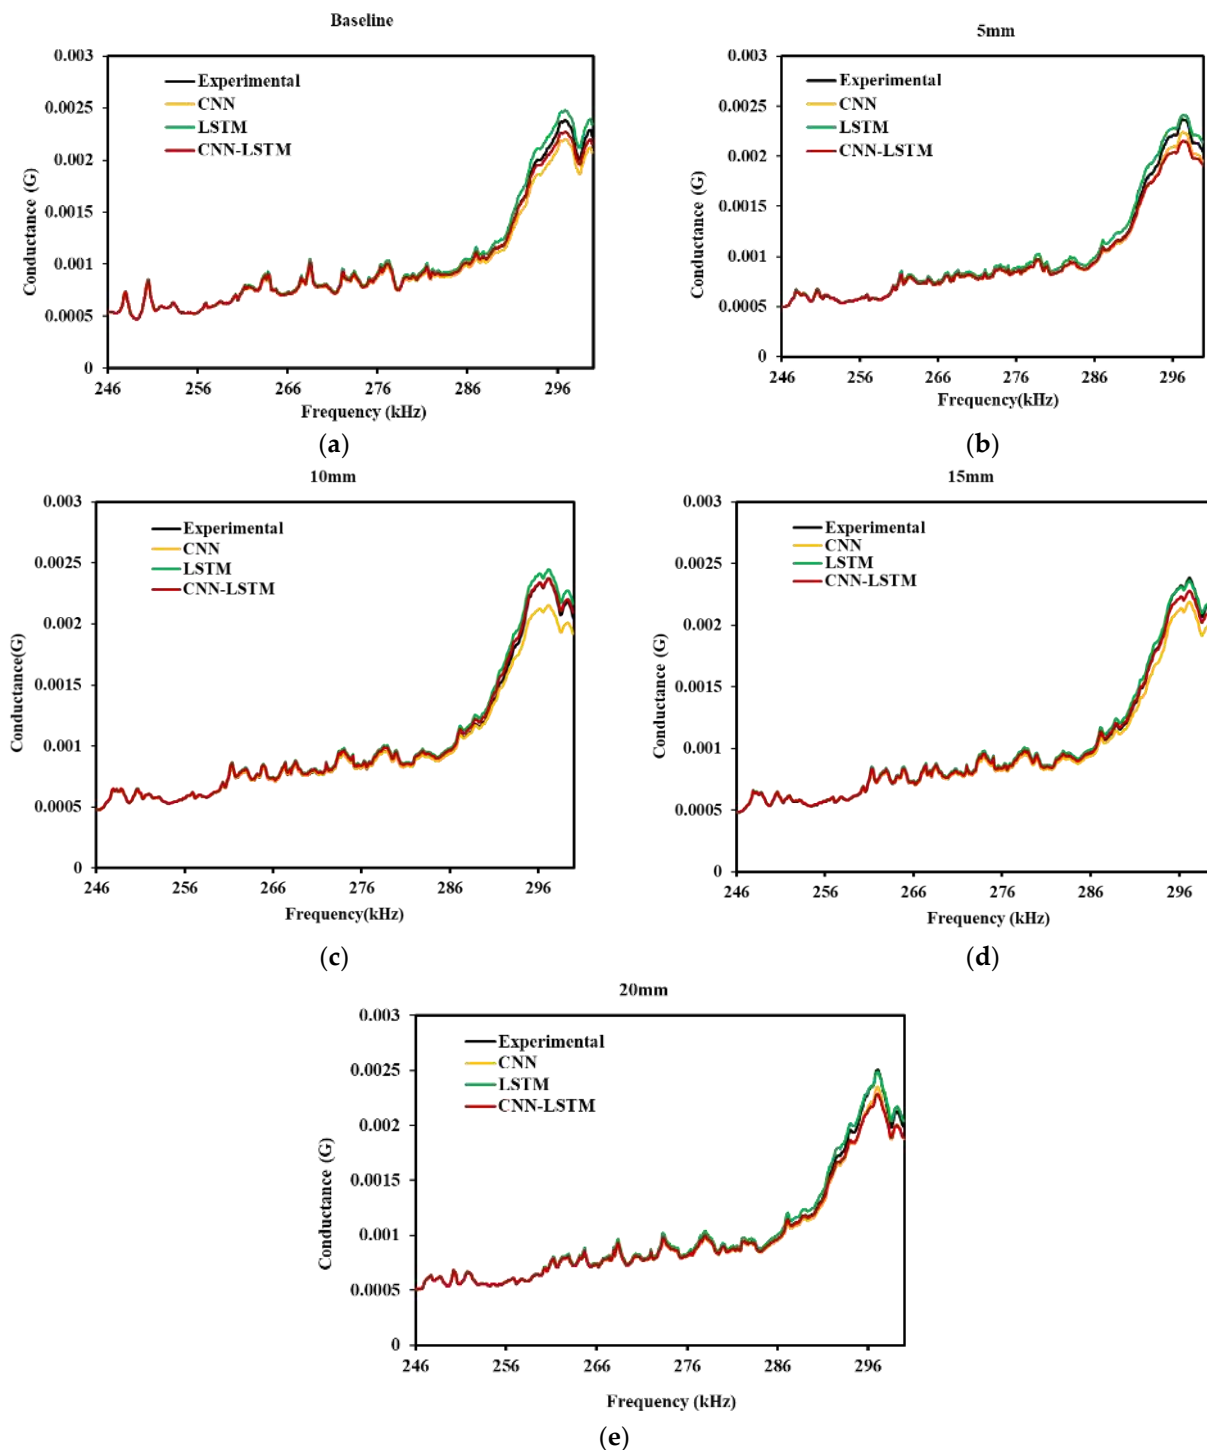 Baseline
0.003
0.0025
0.002
0.0015
0.001
0.0005
0
Conductance (G)
Experimental
CNN
LSTM
CNN-LSTM
246 256 266 276 286 296
Frequency (kHz)
(a)
5mm
0.003
0.0025
0.002
0.0015
0.001
0.0005
0
Conductance (G)
Experimental
CNN
LSTM
CNN-LSTM
246 256 266 276 286 296
Frequency(kHz)
(b)
10mm
0.003
0.0025
0.002
0.0015
0.001
0.0005
0
Conductance(G)
Experimental
CNN
LSTM
CNN-LSTM
246 256 266 276 286 296
Frequency(kHz)
(c)
15mm
0.003
0.0025
0.002
0.0015
0.001
0.0005
0
Conductance (G)
Experimental
CNN
LSTM
CNN-LSTM
246 256 266 276 286 296
Frequency (kHz)
(d)
20mm
0.003
0.0025
0.002
0.0015
0.001
0.0005
0
Conductance (G)
Experimental
CNN
LSTM
CNN-LSTM
246 256 266 276 286 296
Frequency (kHz)
(e)